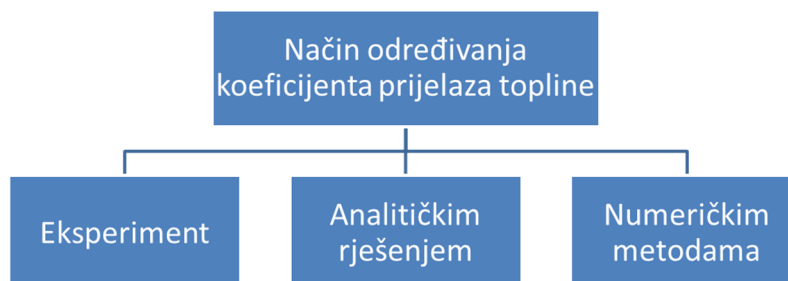 Način određivanja
koeficijenta prijelaza topline
Eksperiment
Analitičkim
rješenjem
Numeričkim
metodama